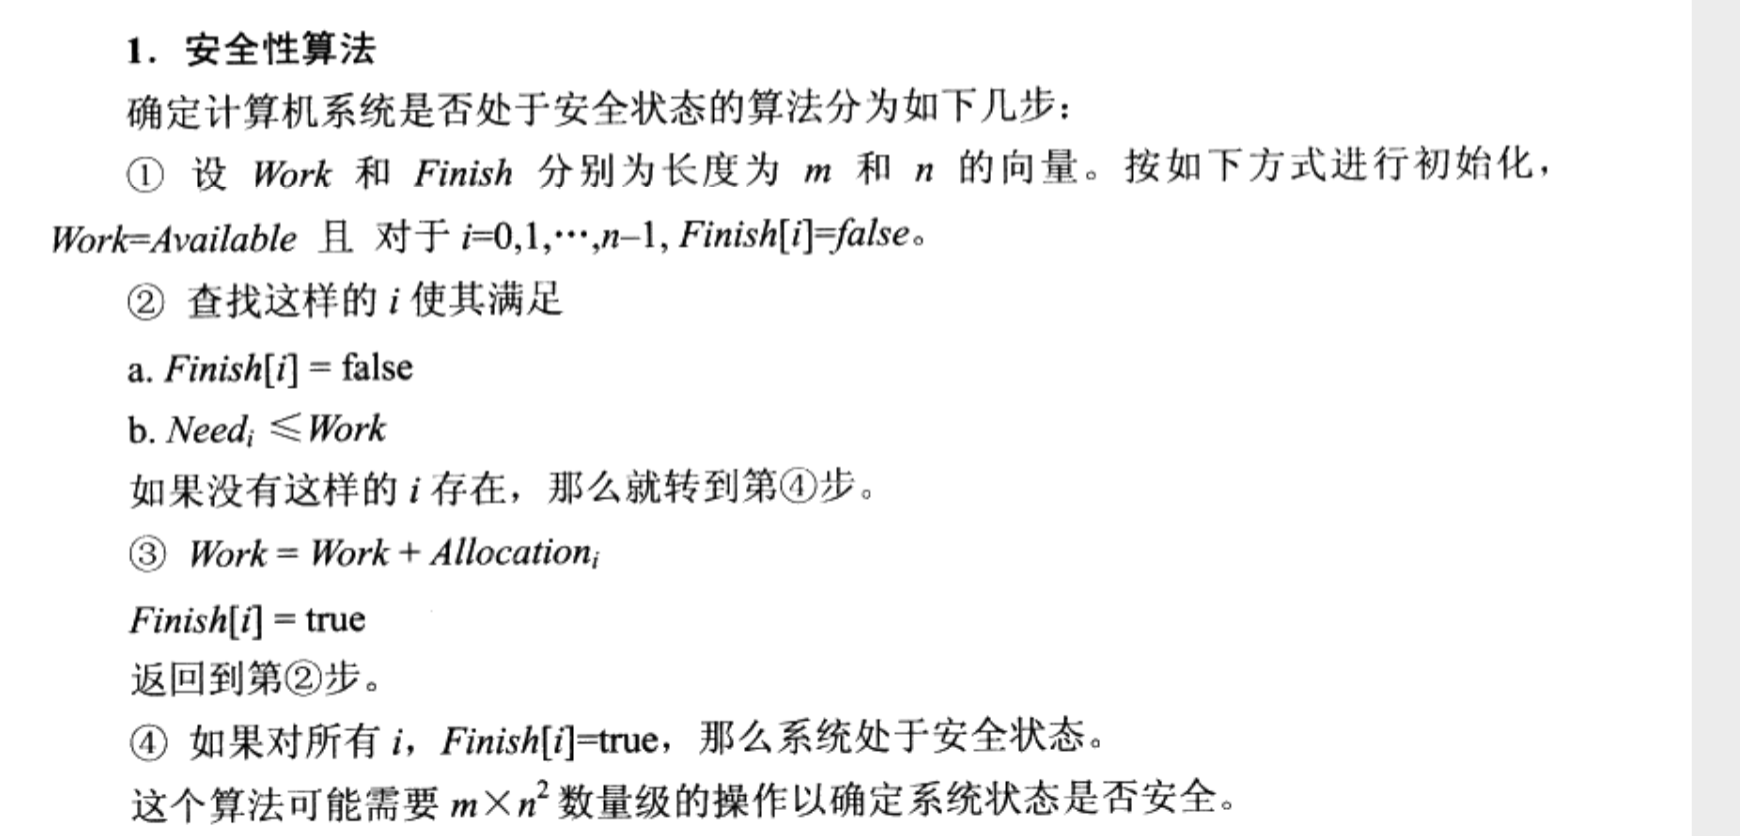 1. 安全性算法
确定计算机系统是否处于安全状态的算法分为如下几步：
① 设 Work 和 Finish 分别为长度为 m 和 n 的向量。按如下方式进行初始化，
Work=Available 且 对于 i=0,1,…,n–1, Finish[i]=false。
② 查找这样的 i 使其满足
a. Finish[i] = false
b. Needᵢ ≤ Work
如果没有这样的 i 存在，那么就转到第④步。
③ Work = Work + Allocationᵢ
Finish[i] = true
返回到第②步。
④ 如果对所有 i，Finish[i]=true，那么系统处于安全状态。
这个算法可能需要 m×n² 数量级的操作以确定系统状态是否安全。